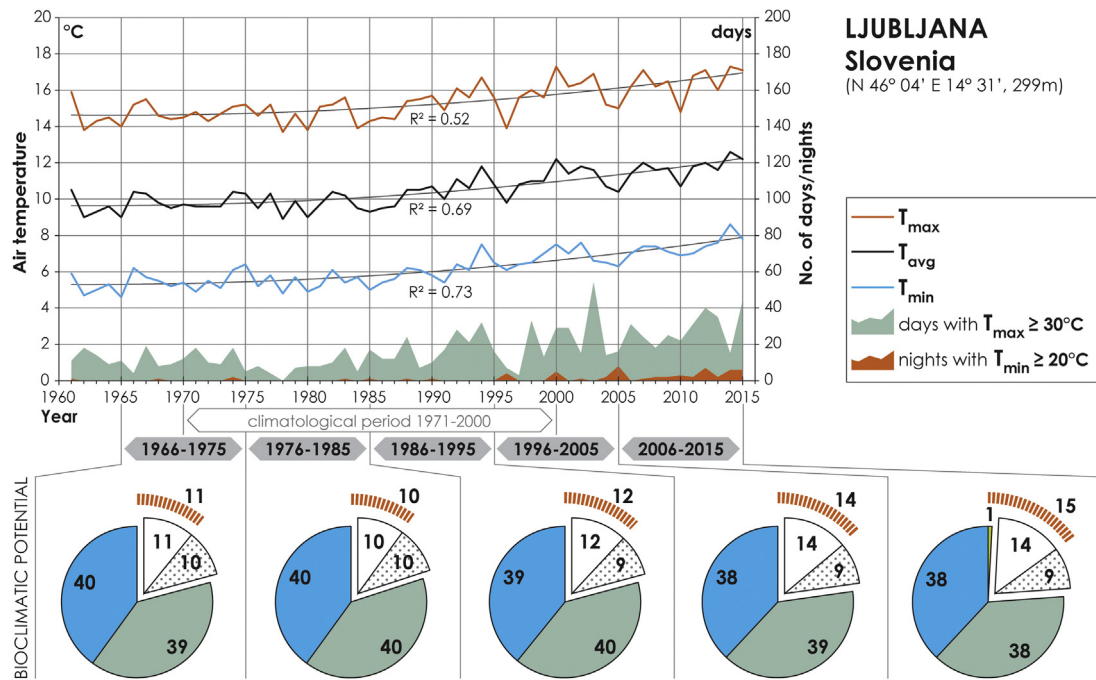 LJUBLJANA
Slovenia
(N 46° 04' E 14° 31', 299m)
°C
days
Air temperature
20
18
16
14
12
10
8
6
4
2
0
No. of days/nights
200
180
160
140
120
100
80
60
40
20
0
R² = 0.52
R² = 0.69
R² = 0.73
1960 1965 1970 1975 1980 1985 1990 1995 2000 2005 2010 2015
Year
T max
T avg
T min
days with T max ≥ 30°C
nights with T min ≥ 20°C
climatological period 1971-2000
1966-1975 1976-1985 1986-1995 1996-2005 2006-2015
BIOCLIMATIC POTENTIAL
11
11
10
40
39
10
10
10
40
40
12
12
9
39
40
14
14
9
38
39
1
15
14
9
38
38